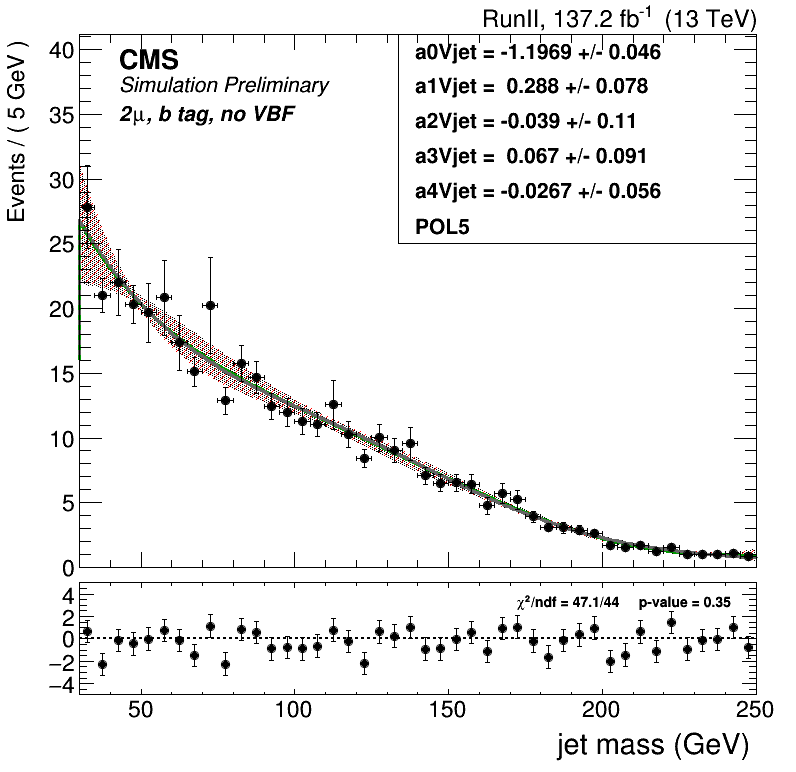 RunII, 137.2 fb⁻¹ (13 TeV)
CMS
Simulation Preliminary
2μ, b tag, no VBF
a0Vjet = -1.1969 +/- 0.046
a1Vjet = 0.288 +/- 0.078
a2Vjet = -0.039 +/- 0.11
a3Vjet = 0.067 +/- 0.091
a4Vjet = -0.0267 +/- 0.056
POL5
Events / ( 5 GeV )
40
35
30
25
20
15
10
5
0
χ²/ndf = 47.1/44 p-value = 0.35
4
2
0
−2
−4
50 100 150 200 250
jet mass (GeV)